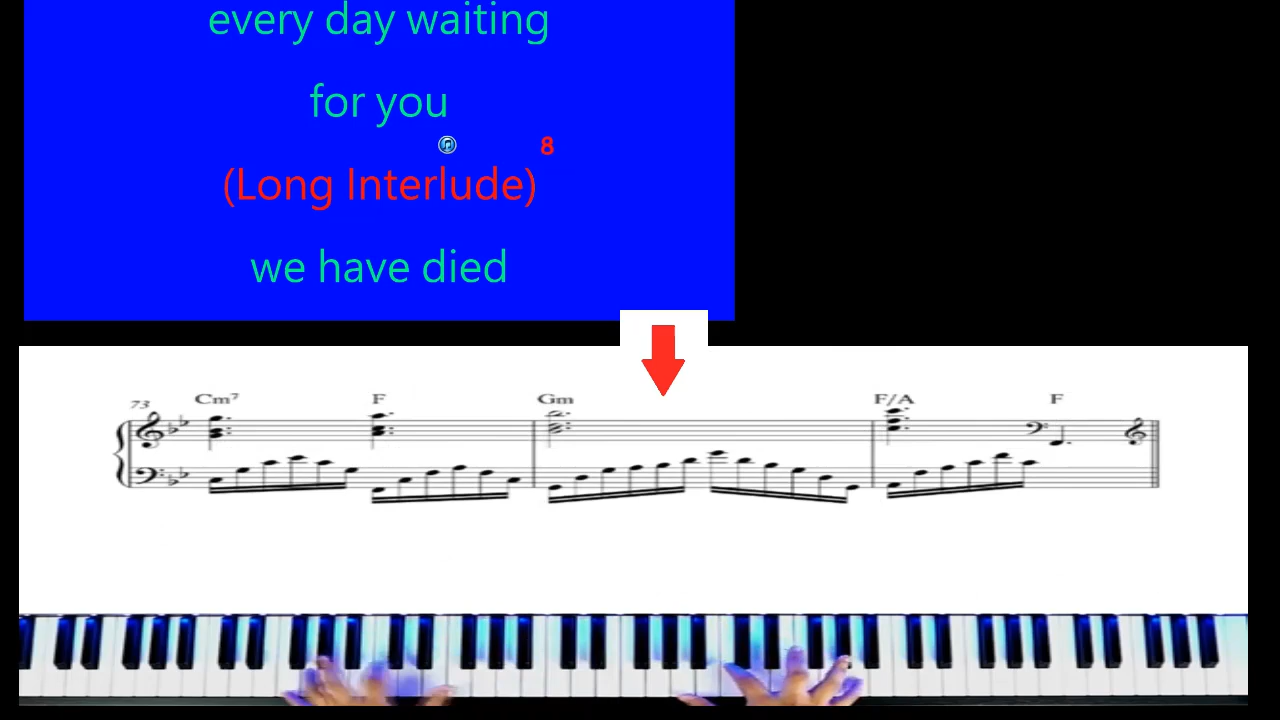 every day waiting
for you
8
(Long Interlude)
we have died
73 Cm⁷ F Gm F/A F